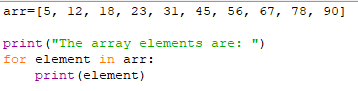 arr=[5, 12, 18, 23, 31, 45, 56, 67, 78, 90]
print("The array elements are: ")
for element in arr:
    print(element)